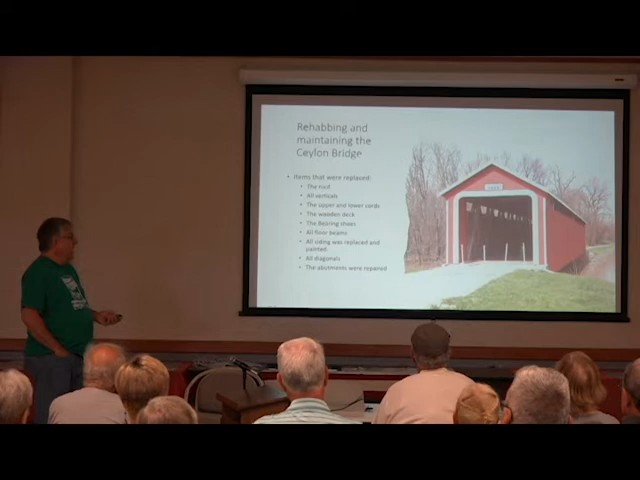 Rehabbing and
maintaining the
Ceylon Bridge
• Items that were replaced:
• The roof
• All verticals
• The upper and lower cords
• The wooden deck
• The Bearing shoes
• All floor beams
• All siding was replaced and
painted.
• All diagonals
• The abutments were repaired